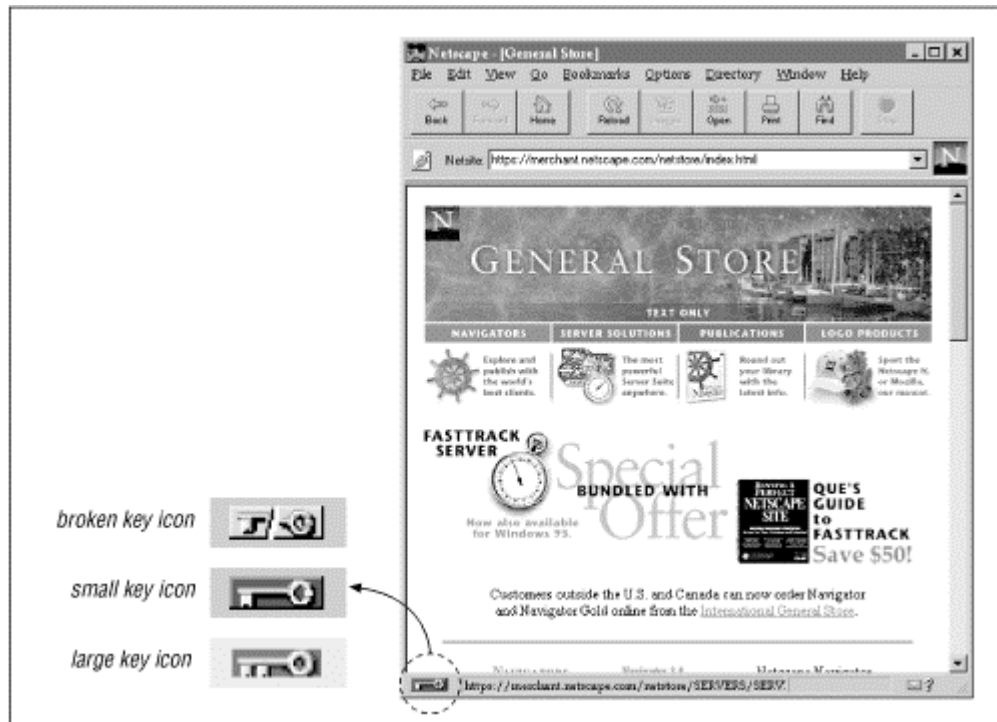 Netscape - [General Store]
File Edit View Go Bookmarks Options Directory Window Help
Back Forward Home Reload Images Open Print Find Stop
Netsite: https://merchant.netscape.com/netstore/index.html
N
N
GENERAL STORE
TEXT ONLY
NAVIGATORS SERVER SOLUTIONS PUBLICATIONS LOGO PRODUCTS
Explore and publish with the world's best clients.
The most powerful Server Suite anywhere.
Round out your library with the latest info.
Sport the Netscape N, or Mozilla, our mascot.
FASTTRACK
SERVER
Special
BUNDLED WITH
Offer
Now also available
for Windows 95.
PERFECT
NETSCAPE
SITE
QUE'S
GUIDE
to
FASTTRACK
Save $50!
Customers outside the U.S. and Canada can now order Navigator
and Navigator Gold online from the International General Store.
https://merchant.netscape.com/netstore/SERVERS/SERV
broken key icon
small key icon
large key icon